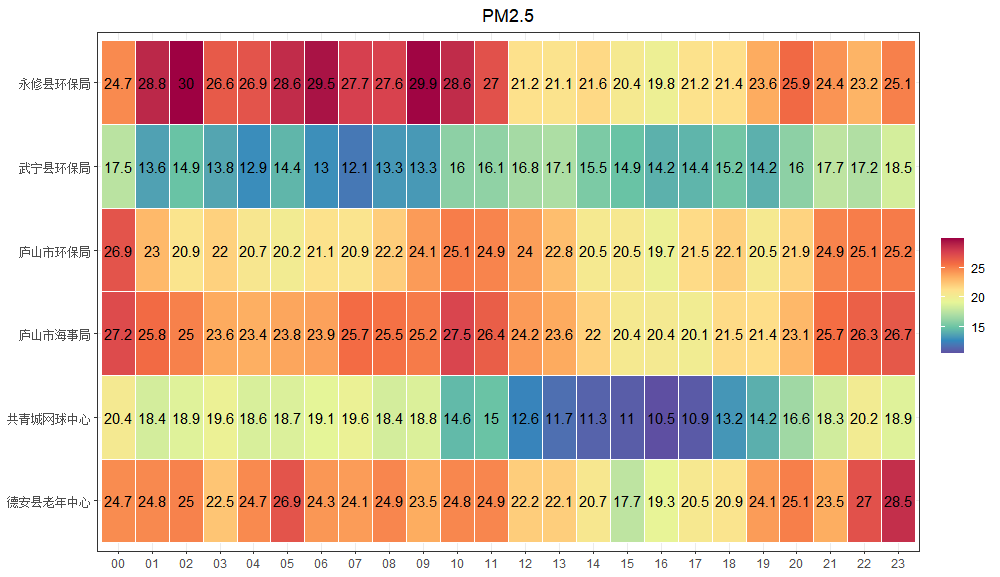 PM2.5
永修县环保局 24.7 28.8 30 26.6 26.9 28.6 29.5 27.7 27.6 29.9 28.6 27 21.2 21.1 21.6 20.4 19.8 21.2 21.4 23.6 25.9 24.4 23.2 25.1
武宁县环保局 17.5 13.6 14.9 13.8 12.9 14.4 13 12.1 13.3 13.3 16 16.1 16.8 17.1 15.5 14.9 14.2 14.4 15.2 14.2 16 17.7 17.2 18.5
庐山市环保局 26.9 23 20.9 22 20.7 20.2 21.1 20.9 22.2 24.1 25.1 24.9 24 22.8 20.5 20.5 19.7 21.5 22.1 20.5 21.9 24.9 25.1 25.2
庐山市海事局 27.2 25.8 25 23.6 23.4 23.8 23.9 25.7 25.5 25.2 27.5 26.4 24.2 23.6 22 20.4 20.4 20.1 21.5 21.4 23.1 25.7 26.3 26.7
共青城网球中心 20.4 18.4 18.9 19.6 18.6 18.7 19.1 19.6 18.4 18.8 14.6 15 12.6 11.7 11.3 11 10.5 10.9 13.2 14.2 16.6 18.3 20.2 18.9
德安县老年中心 24.7 24.8 25 22.5 24.7 26.9 24.3 24.1 24.9 23.5 24.8 24.9 22.2 22.1 20.7 17.7 19.3 20.5 20.9 24.1 25.1 23.5 27 28.5
00 01 02 03 04 05 06 07 08 09 10 11 12 13 14 15 16 17 18 19 20 21 22 23
25
20
15